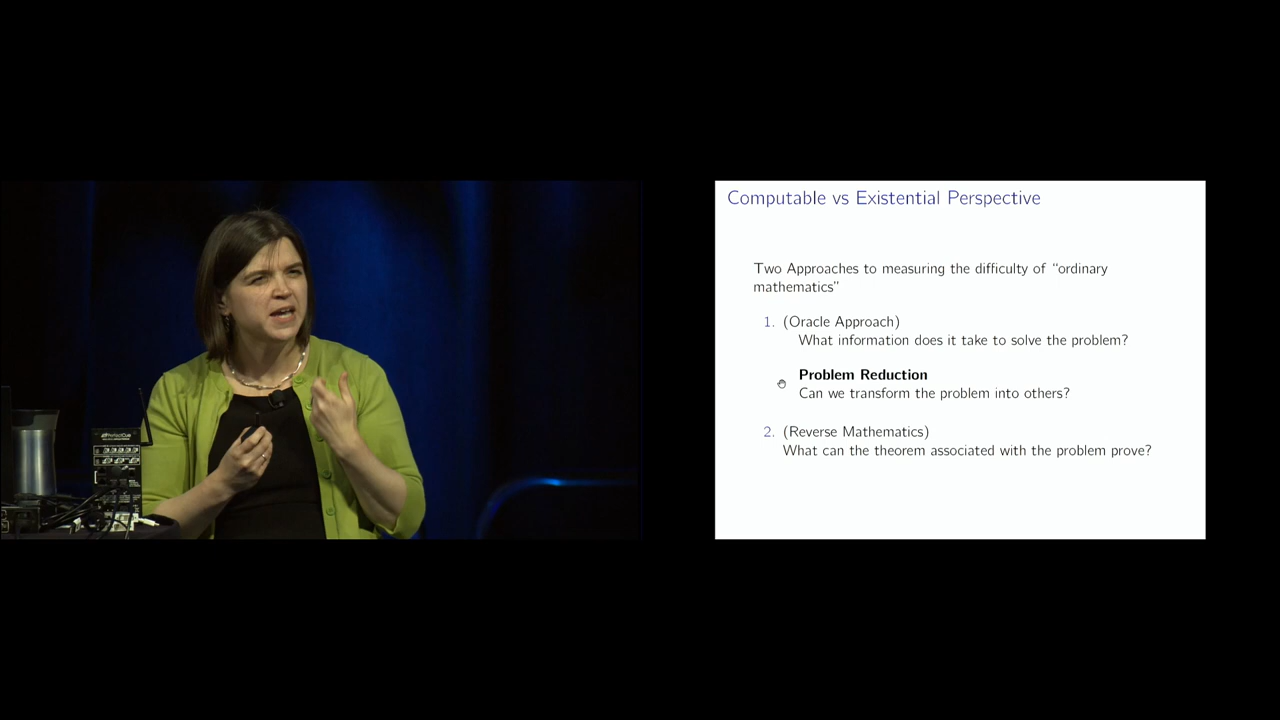 Computable vs Existential Perspective
Two Approaches to measuring the difficulty of “ordinary
mathematics”
1. (Oracle Approach)
What information does it take to solve the problem?
Problem Reduction
Can we transform the problem into others?
2. (Reverse Mathematics)
What can the theorem associated with the problem prove?